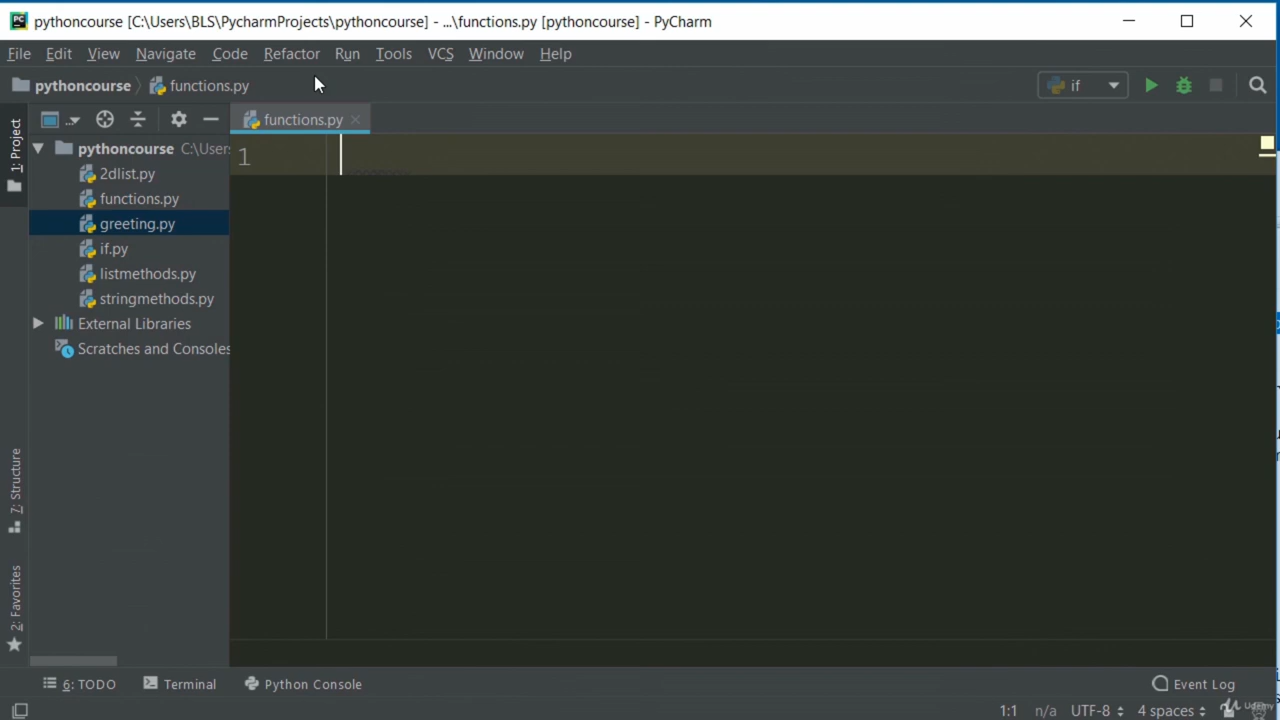 pythoncourse [C:\Users\BLS\PycharmProjects\pythoncourse] - ...\functions.py [pythoncourse] - PyCharm
File Edit View Navigate Code Refactor Run Tools VCS Window Help
pythoncourse functions.py if
functions.py
1: Project
pythoncourse C:\Users
2dlist.py
functions.py
greeting.py
if.py
listmethods.py
stringmethods.py
External Libraries
Scratches and Consoles
1
7: Structure
2: Favorites
6: TODO Terminal Python Console Event Log
1:1 n/a UTF-8 4 spaces
Udemy